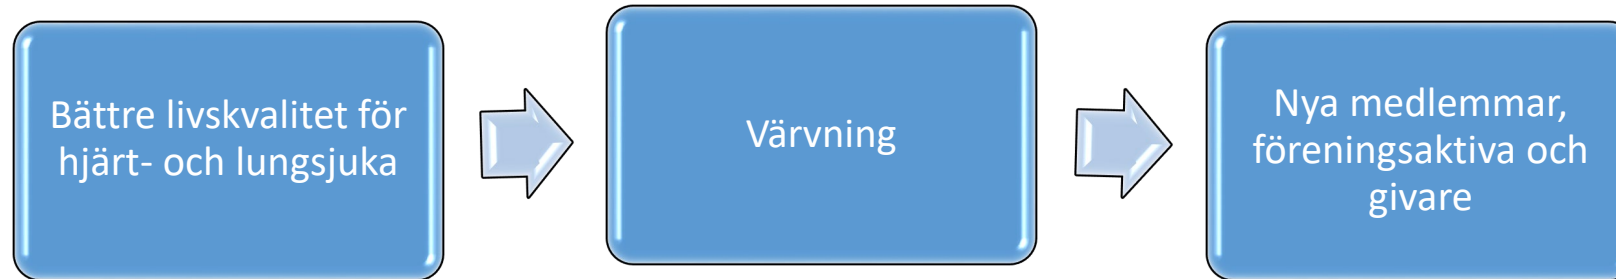 Bättre livskvalitet för
hjärt- och lungsjuka
Värvning
Nya medlemmar,
föreningsaktiva och
givare